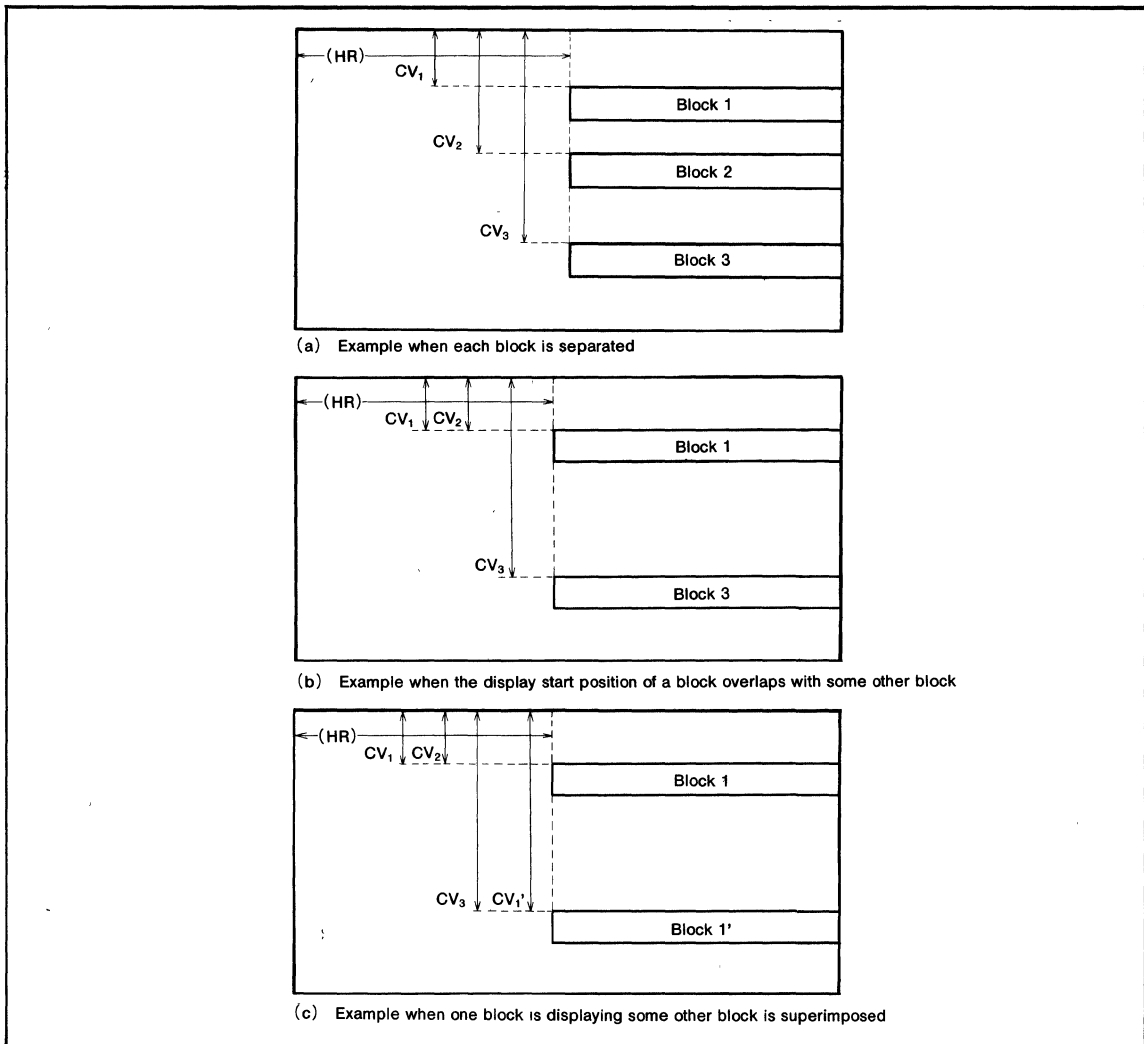 (HR)
CV₁
Block 1
CV₂
Block 2
CV₃
Block 3
(a) Example when each block is separated
(HR)
CV₁ CV₂
Block 1
CV₃
Block 3
(b) Example when the display start position of a block overlaps with some other block
(HR)
CV₁ CV₂
Block 1
CV₃ CV₁'
Block 1'
(c) Example when one block is displaying some other block is superimposed